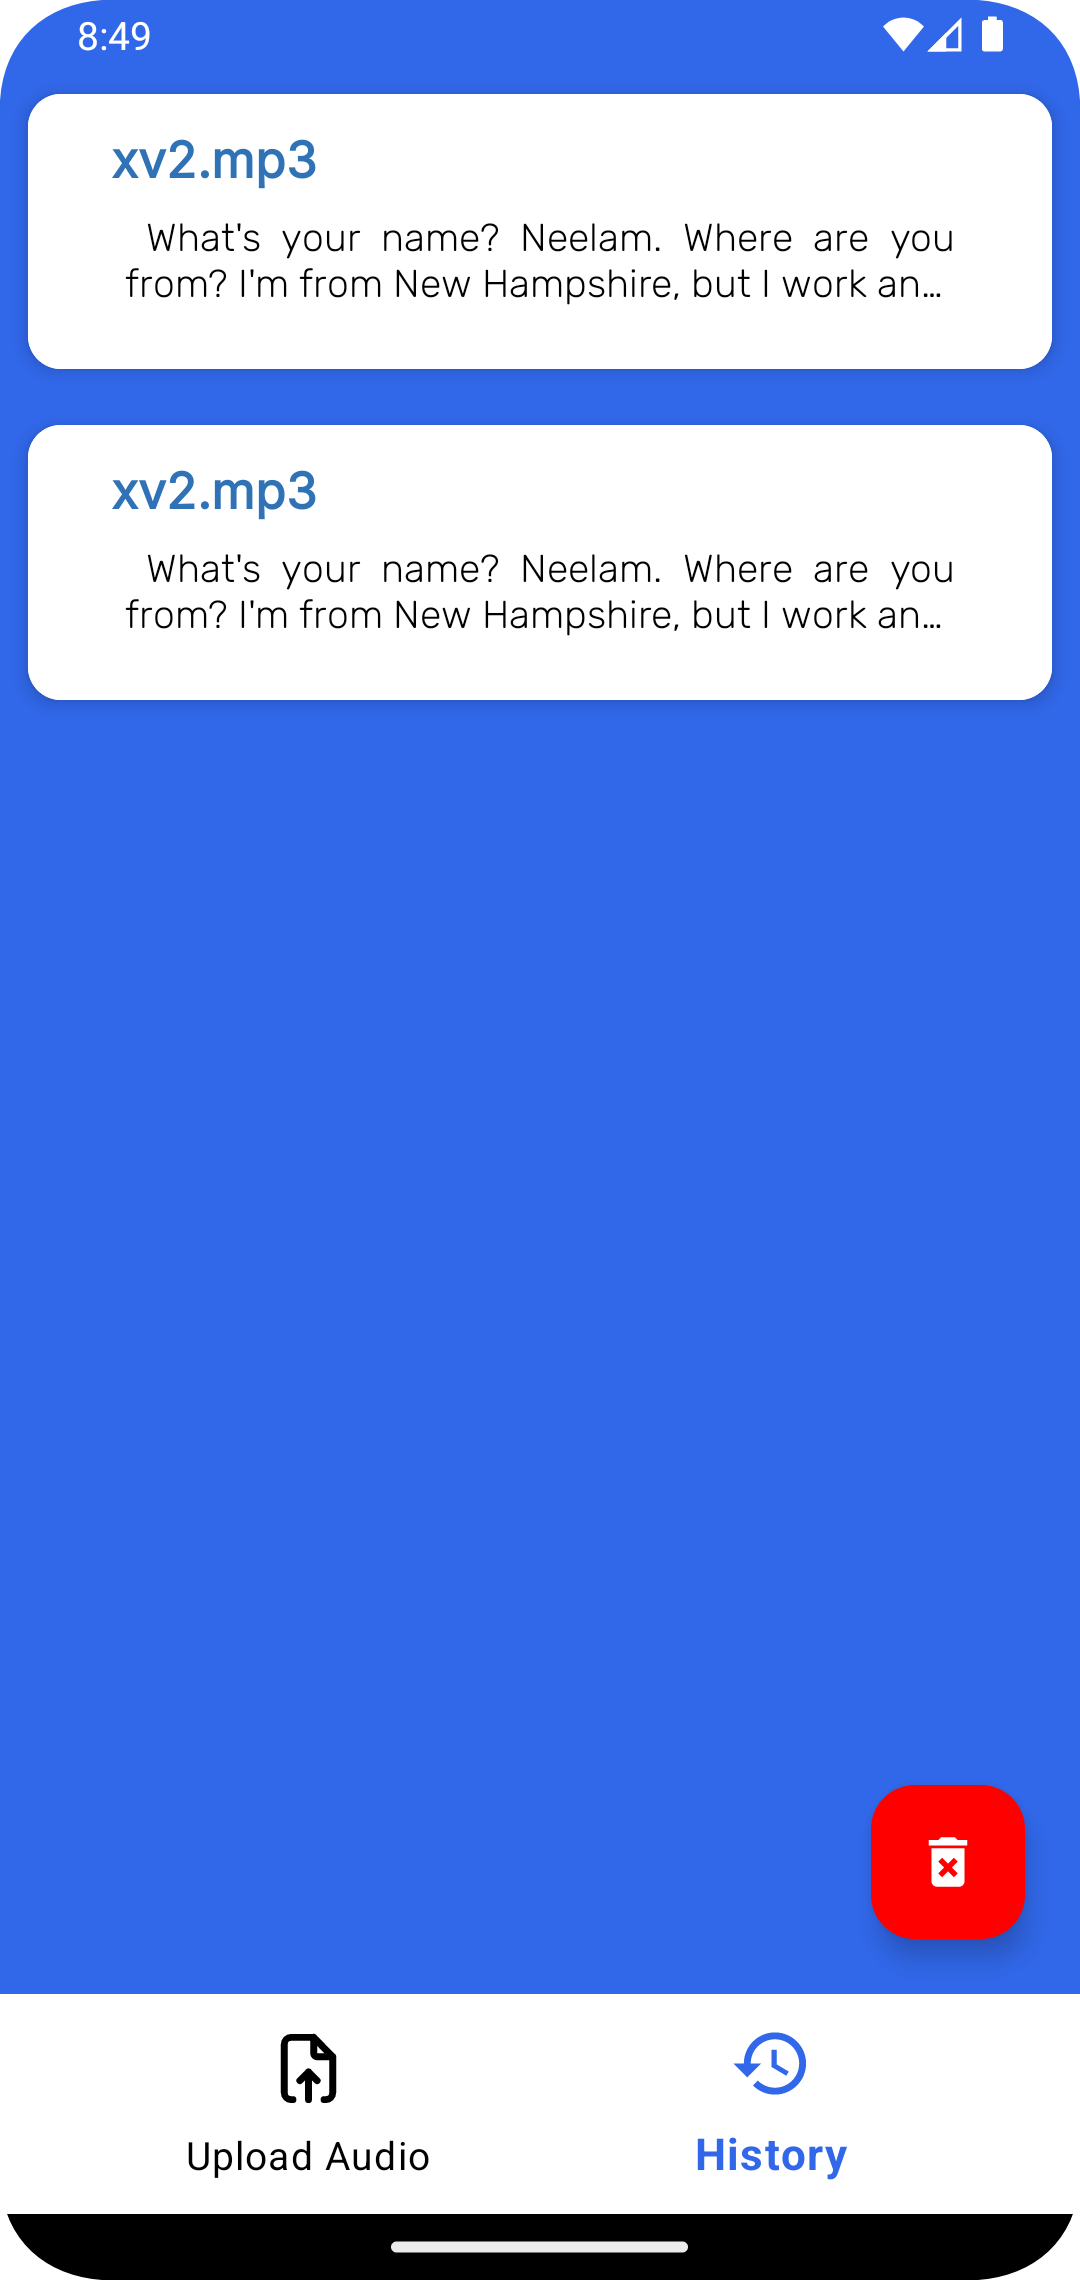 8:49
xv2.mp3
What's your name? Neelam. Where are you
from? I'm from New Hampshire, but I work an...
xv2.mp3
What's your name? Neelam. Where are you
from? I'm from New Hampshire, but I work an...
Upload Audio
History